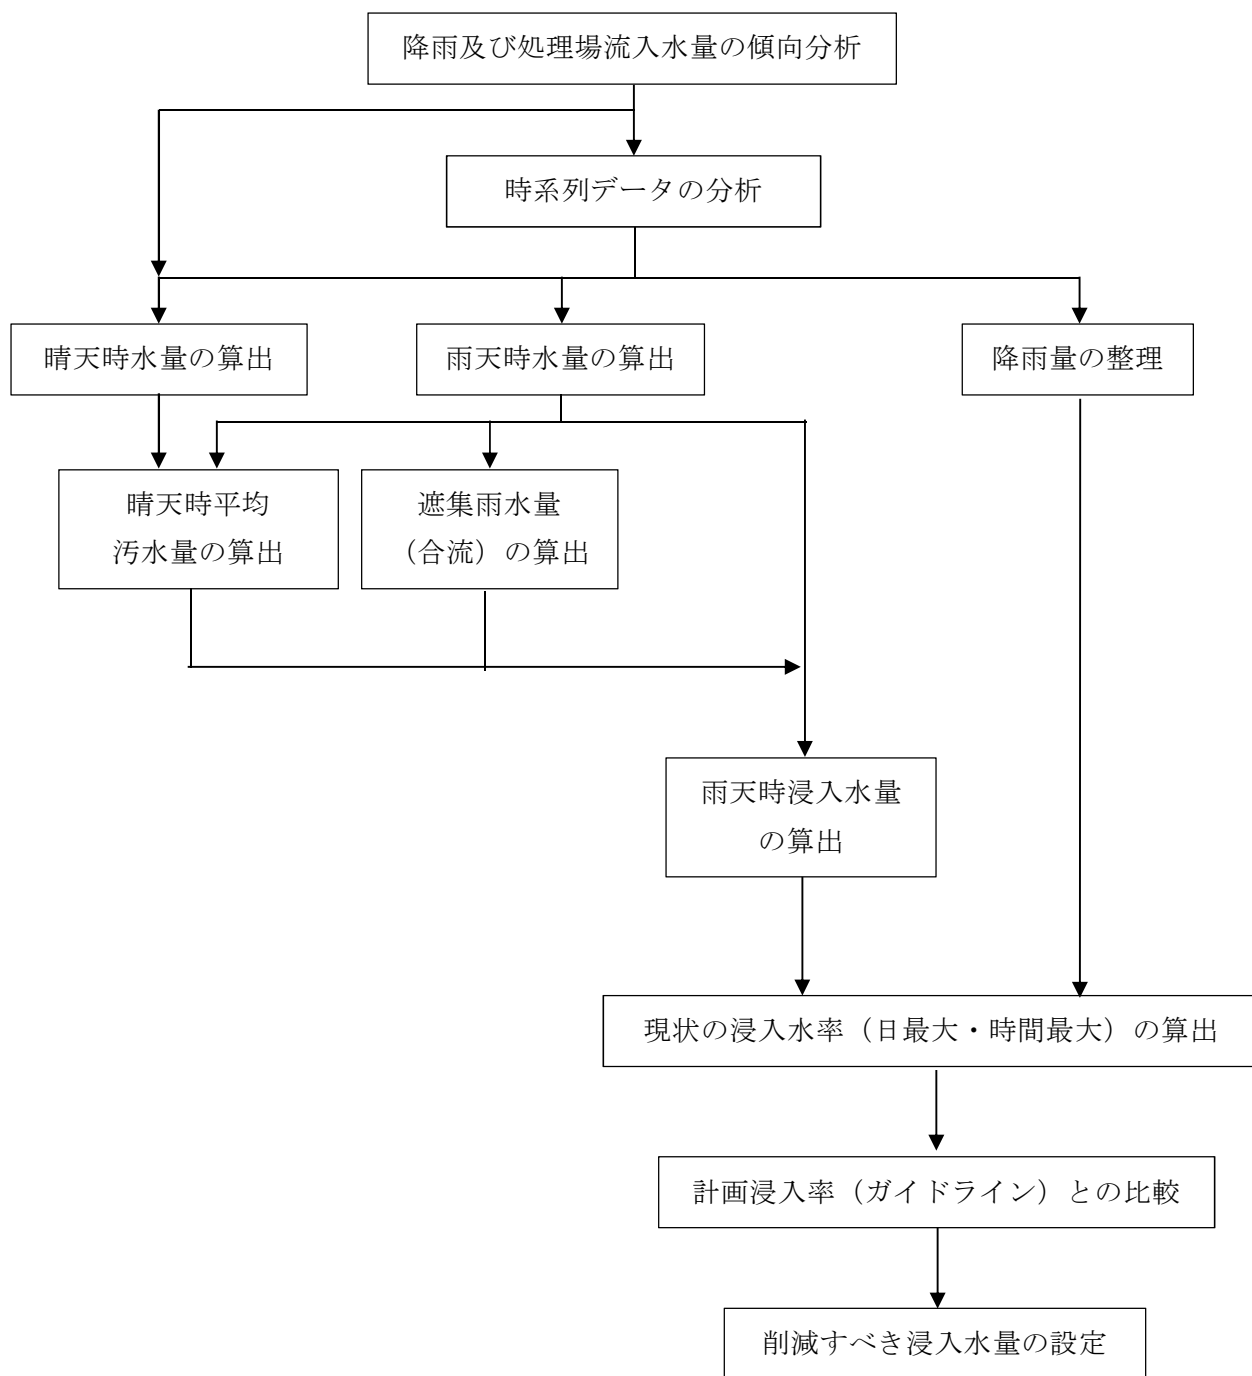 降雨及び処理場流入水量の傾向分析
時系列データの分析
晴天時水量の算出
雨天時水量の算出
降雨量の整理
晴天時平均
汚水量の算出
遮集雨水量
（合流）の算出
雨天時浸入水量
の算出
現状の浸入水率（日最大・時間最大）の算出
計画浸入率（ガイドライン）との比較
削減すべき浸入水量の設定